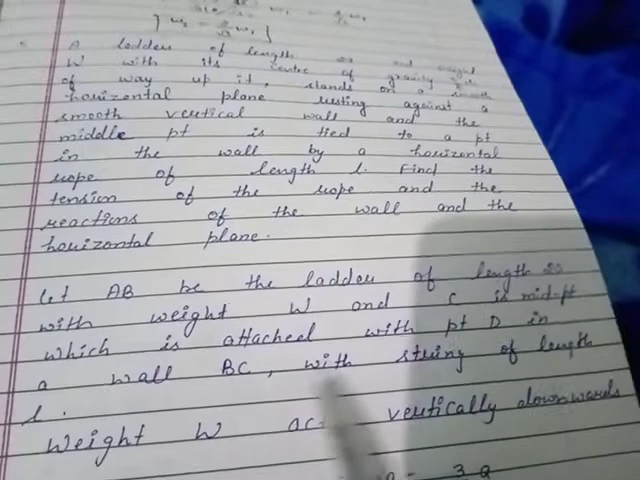 } w₂ = w₁ }
A ladder of length and weight
W with its centre of gravity
of way up it, stands on a smooth
horizontal plane resting against a
smooth vertical wall and the
middle pt is tied to a pt
in the wall by a horizontal
rope of length l. Find the
tension of the rope and the
reactions of the wall and the
horizontal plane.
Let AB be the ladder of length
with weight W and C is mid-pt
which is attached with pt D in
a wall BC, with string of length
l.
Weight W vertically downwards